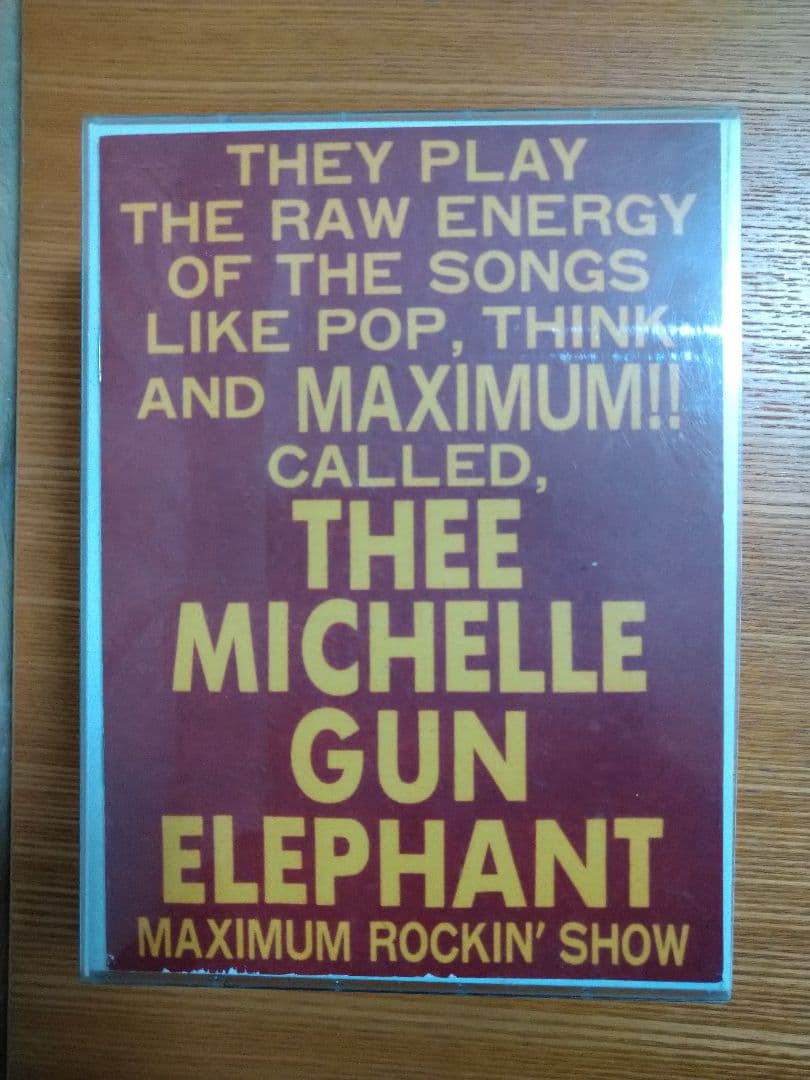 THEY PLAY
THE RAW ENERGY
OF THE SONGS
LIKE POP, THINK
AND MAXIMUM!!
CALLED,
THEE
MICHELLE
GUN
ELEPHANT
MAXIMUM ROCKIN' SHOW